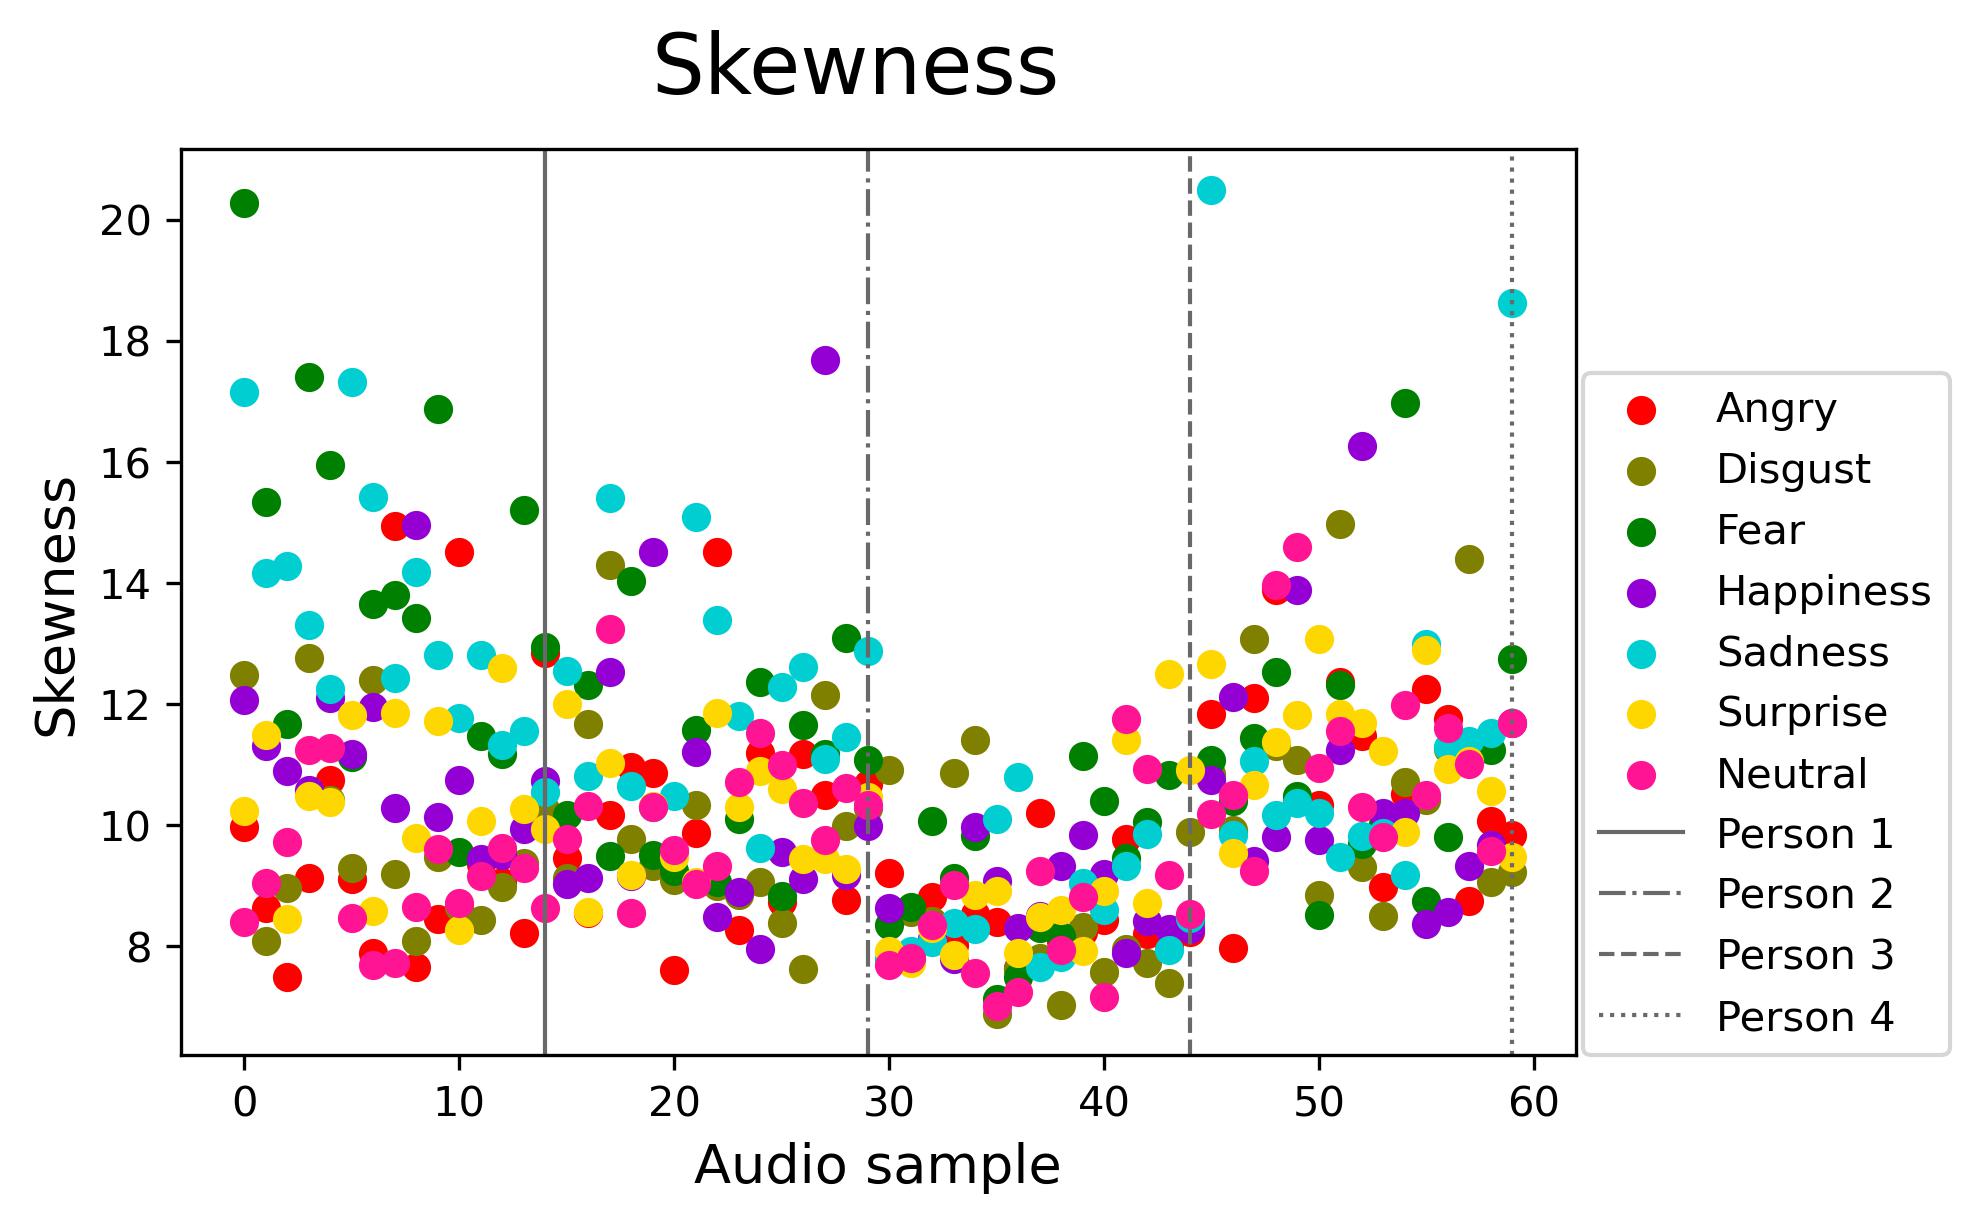 Skewness
Skewness
20
18
16
14
12
10
8
0 10 20 30 40 50 60
Audio sample
Angry
Disgust
Fear
Happiness
Sadness
Surprise
Neutral
Person 1
Person 2
Person 3
Person 4